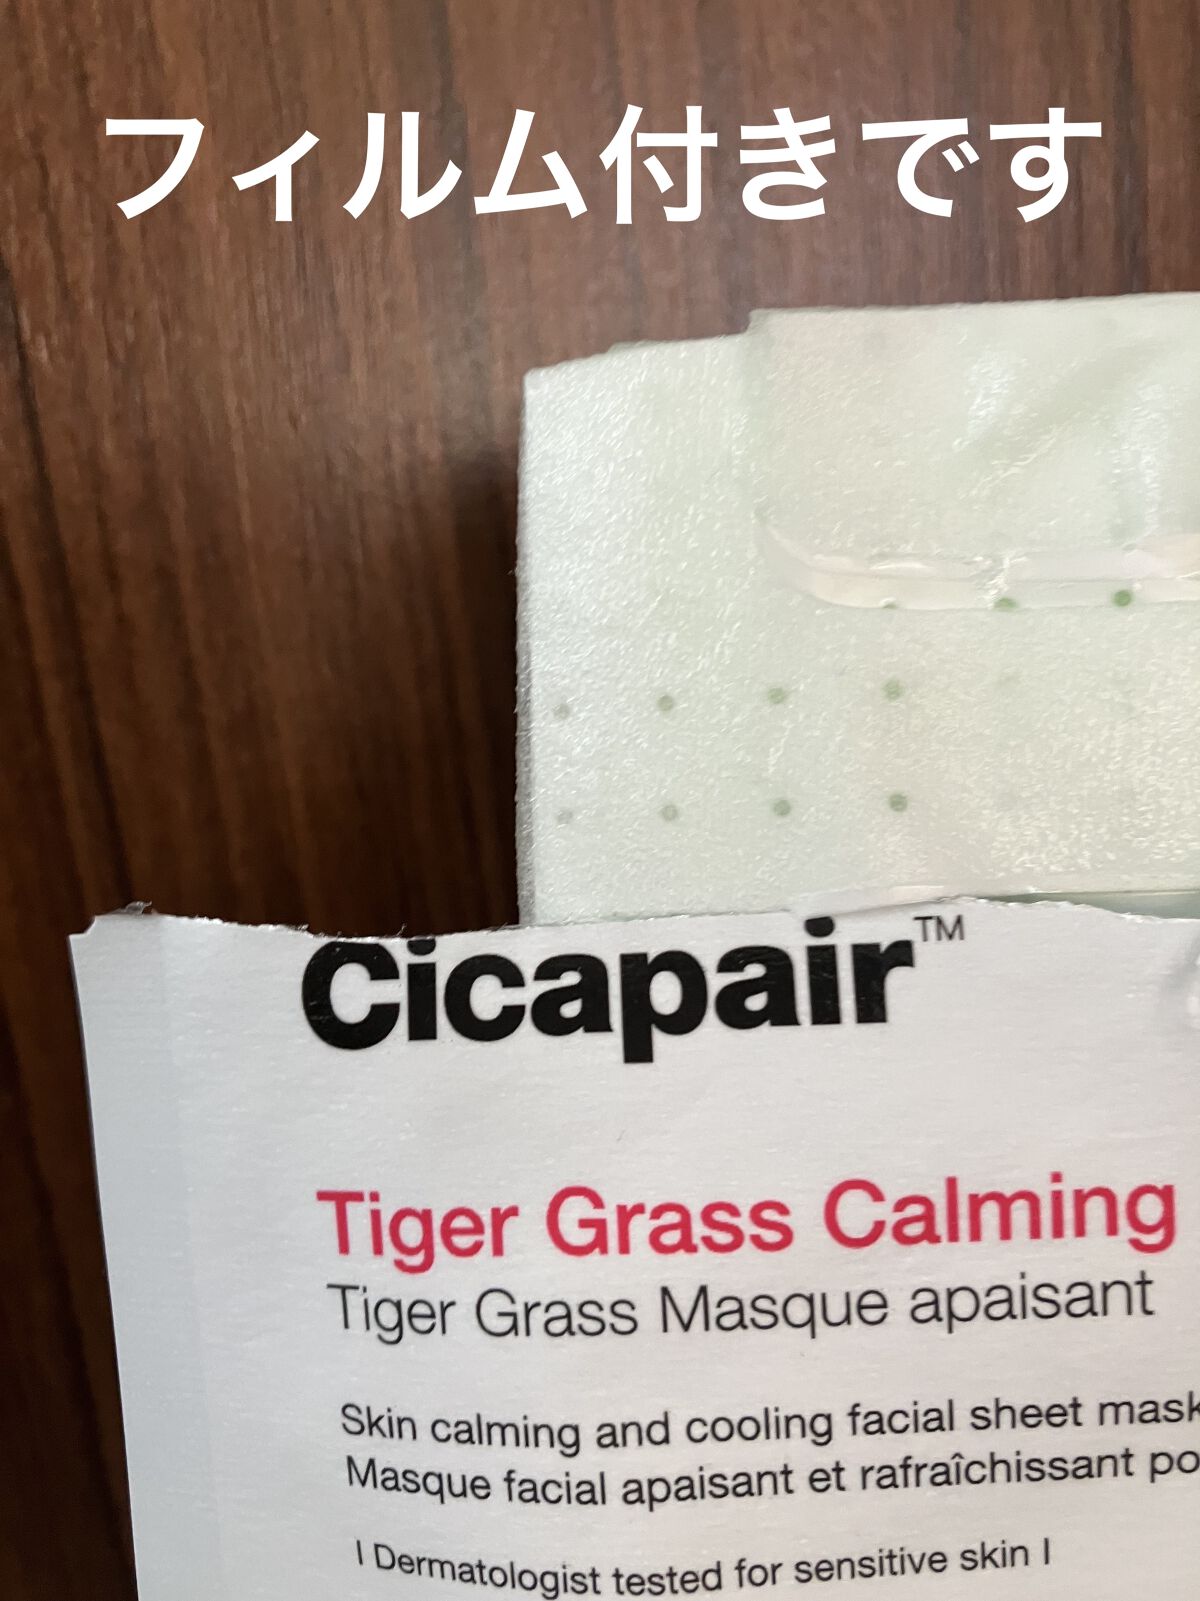 フィルム付きです
Cicapair™
Tiger Grass Calming
Tiger Grass Masque apaisant
Skin calming and cooling facial sheet mask
Masque facial apaisant et rafraîchissant po
| Dermatologist tested for sensitive skin |